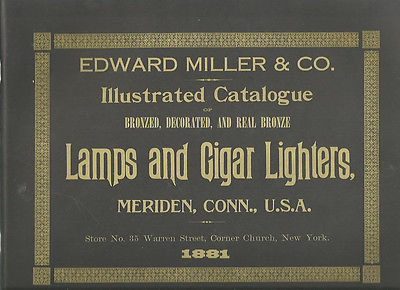 EDWARD MILLER & CO.
Illustrated Catalogue
OF
BRONZED, DECORATED, AND REAL BRONZE
Lamps and Cigar Lighters,
MERIDEN, CONN., U.S.A.
Store No. 35 Warren Street, Corner Church, New York.
1881